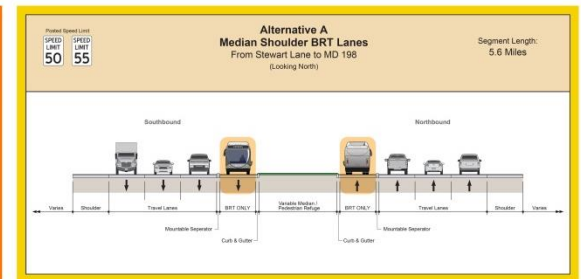 Posted Speed Limit
SPEED LIMIT 50
SPEED LIMIT 55
Alternative A
Median Shoulder BRT Lanes
From Stewart Lane to MD 198
(Looking North)
Segment Length:
5.6 Miles
Southbound
Northbound
Varies
Shoulder
Travel Lanes
BRT ONLY
Variable Median /
Pedestrian Refuge
BRT ONLY
Travel Lanes
Shoulder
Varies
Mountable Seperator
Mountable Seperator
Curb & Gutter
Curb & Gutter